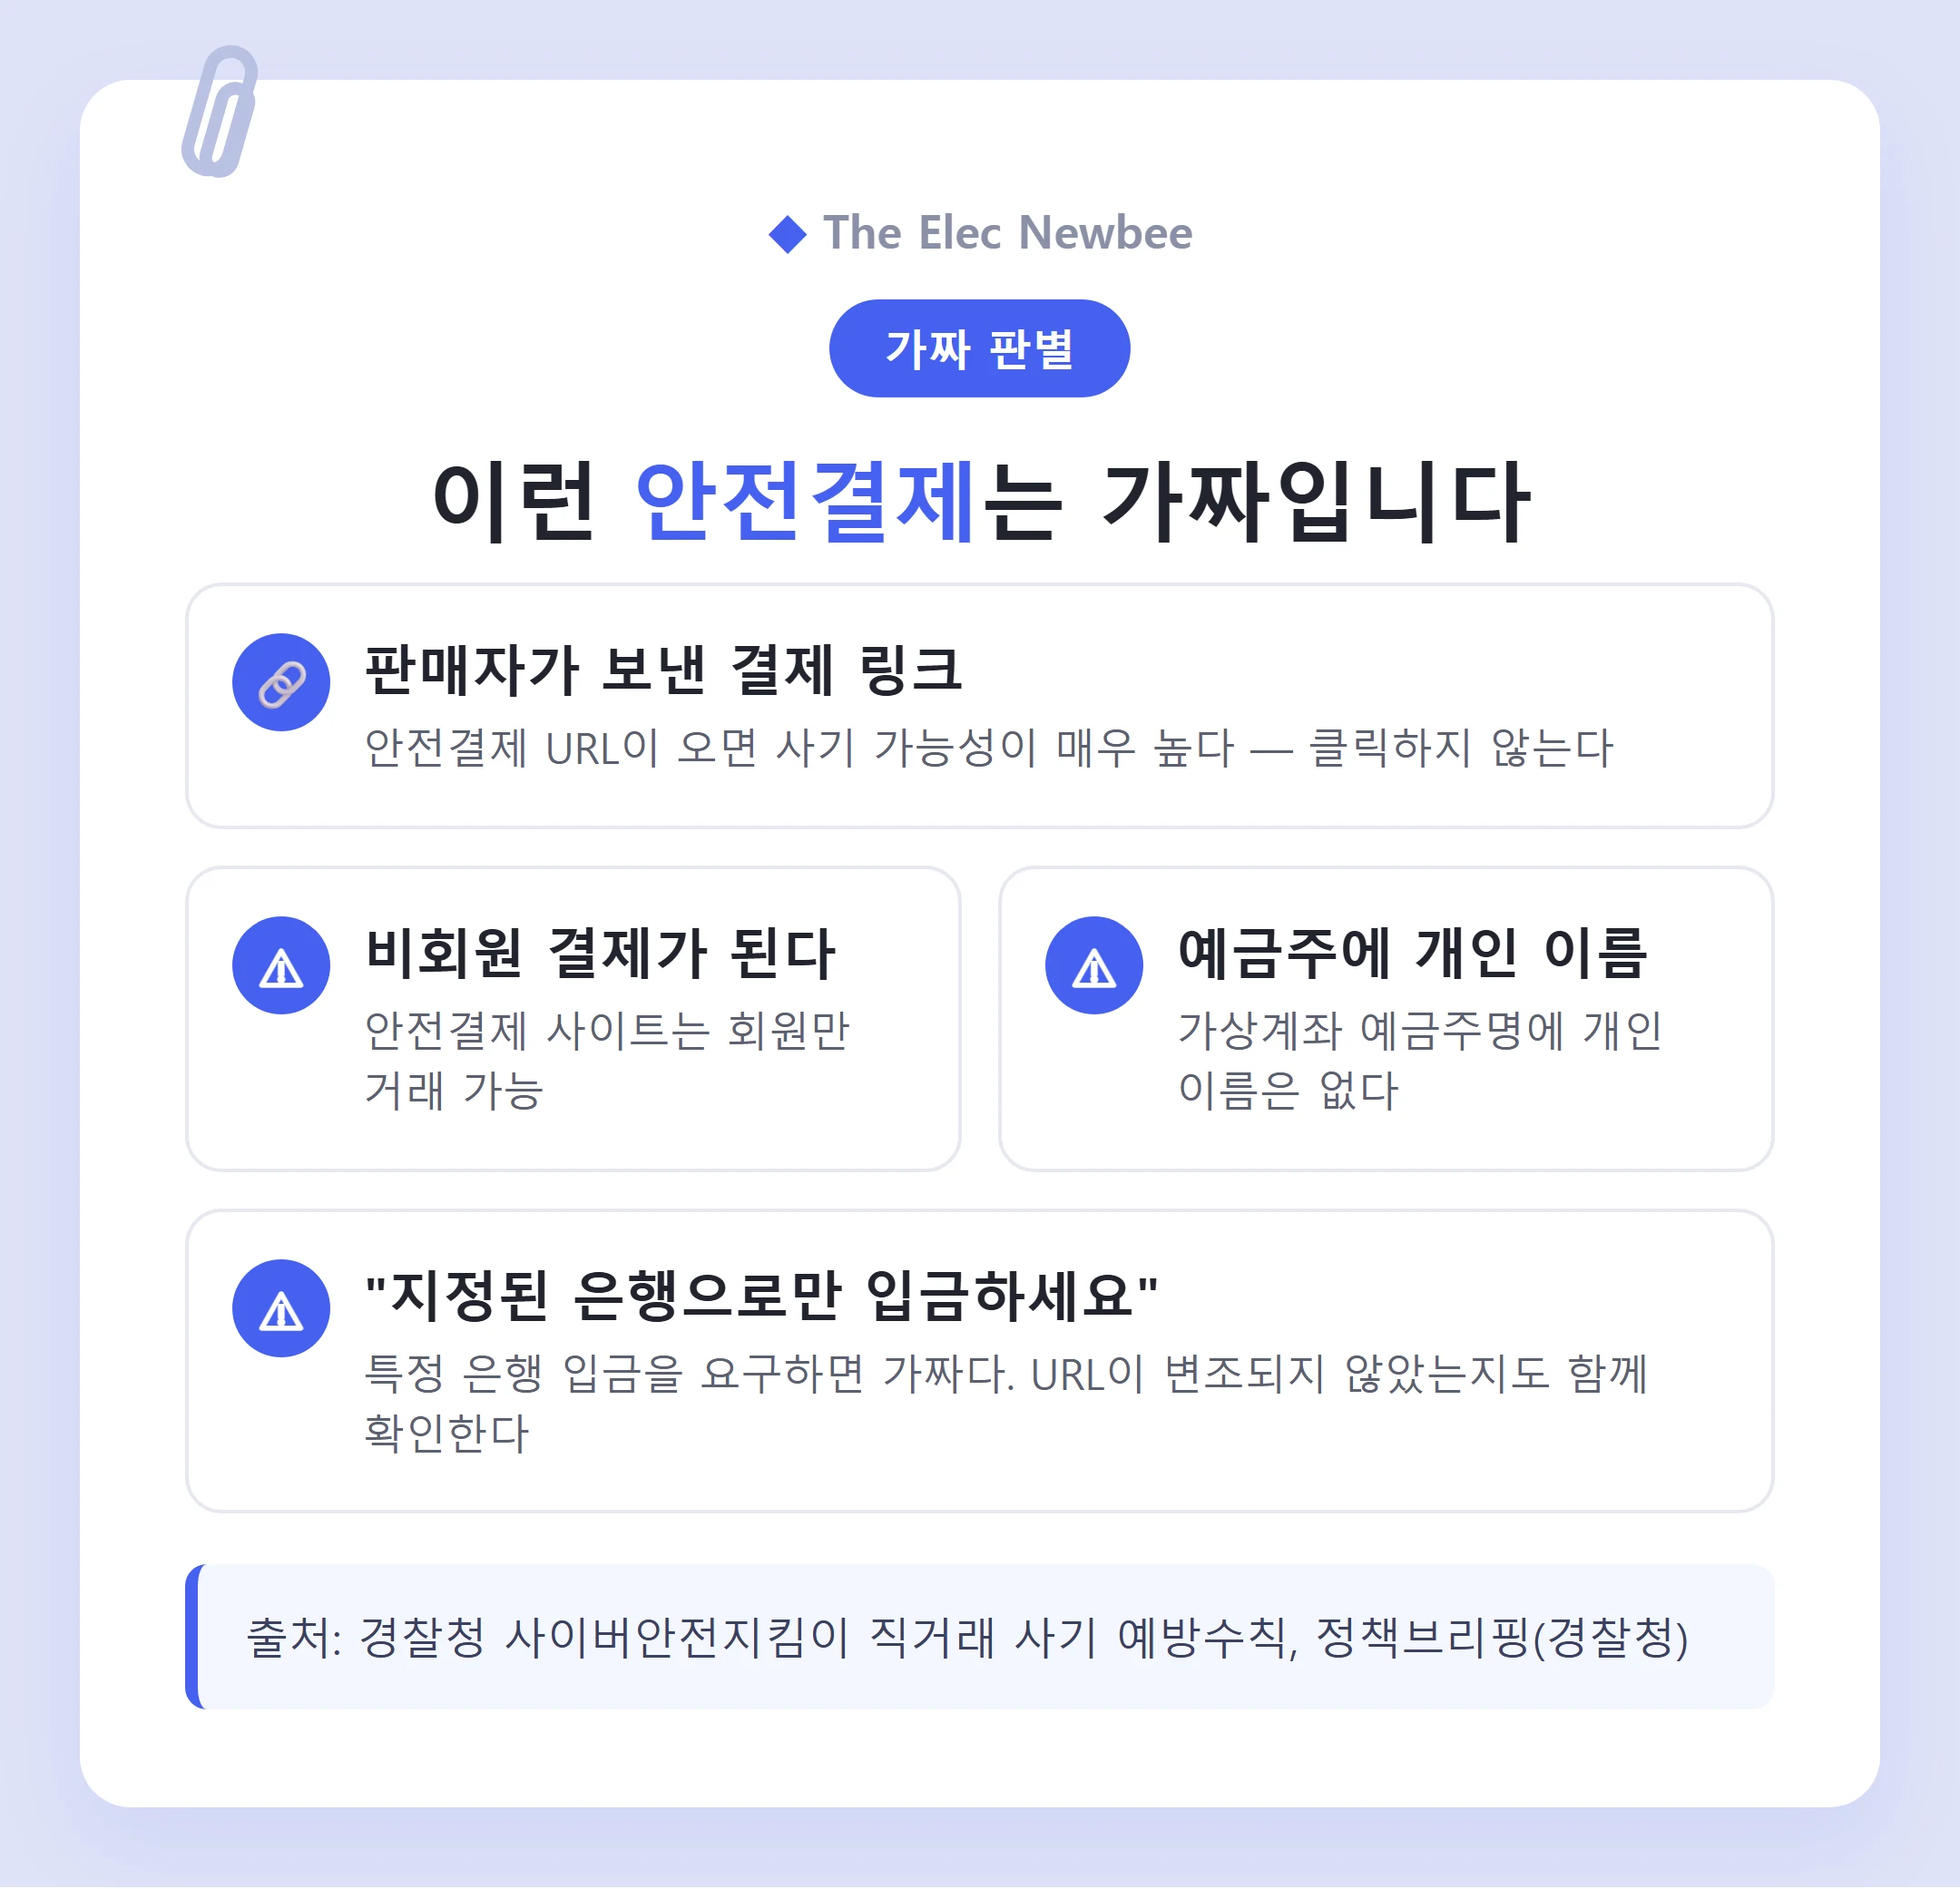 The Elec Newbee
가짜 판별
이런 안전결제는 가짜입니다
판매자가 보낸 결제 링크
안전결제 URL이 오면 사기 가능성이 매우 높다 — 클릭하지 않는다
비회원 결제가 된다
안전결제 사이트는 회원만
거래 가능
예금주에 개인 이름
가상계좌 예금주명에 개인
이름은 없다
"지정된 은행으로만 입금하세요"
특정 은행 입금을 요구하면 가짜다. URL이 변조되지 않았는지도 함께
확인한다
출처: 경찰청 사이버안전지킴이 직거래 사기 예방수칙, 정책브리핑(경찰청)